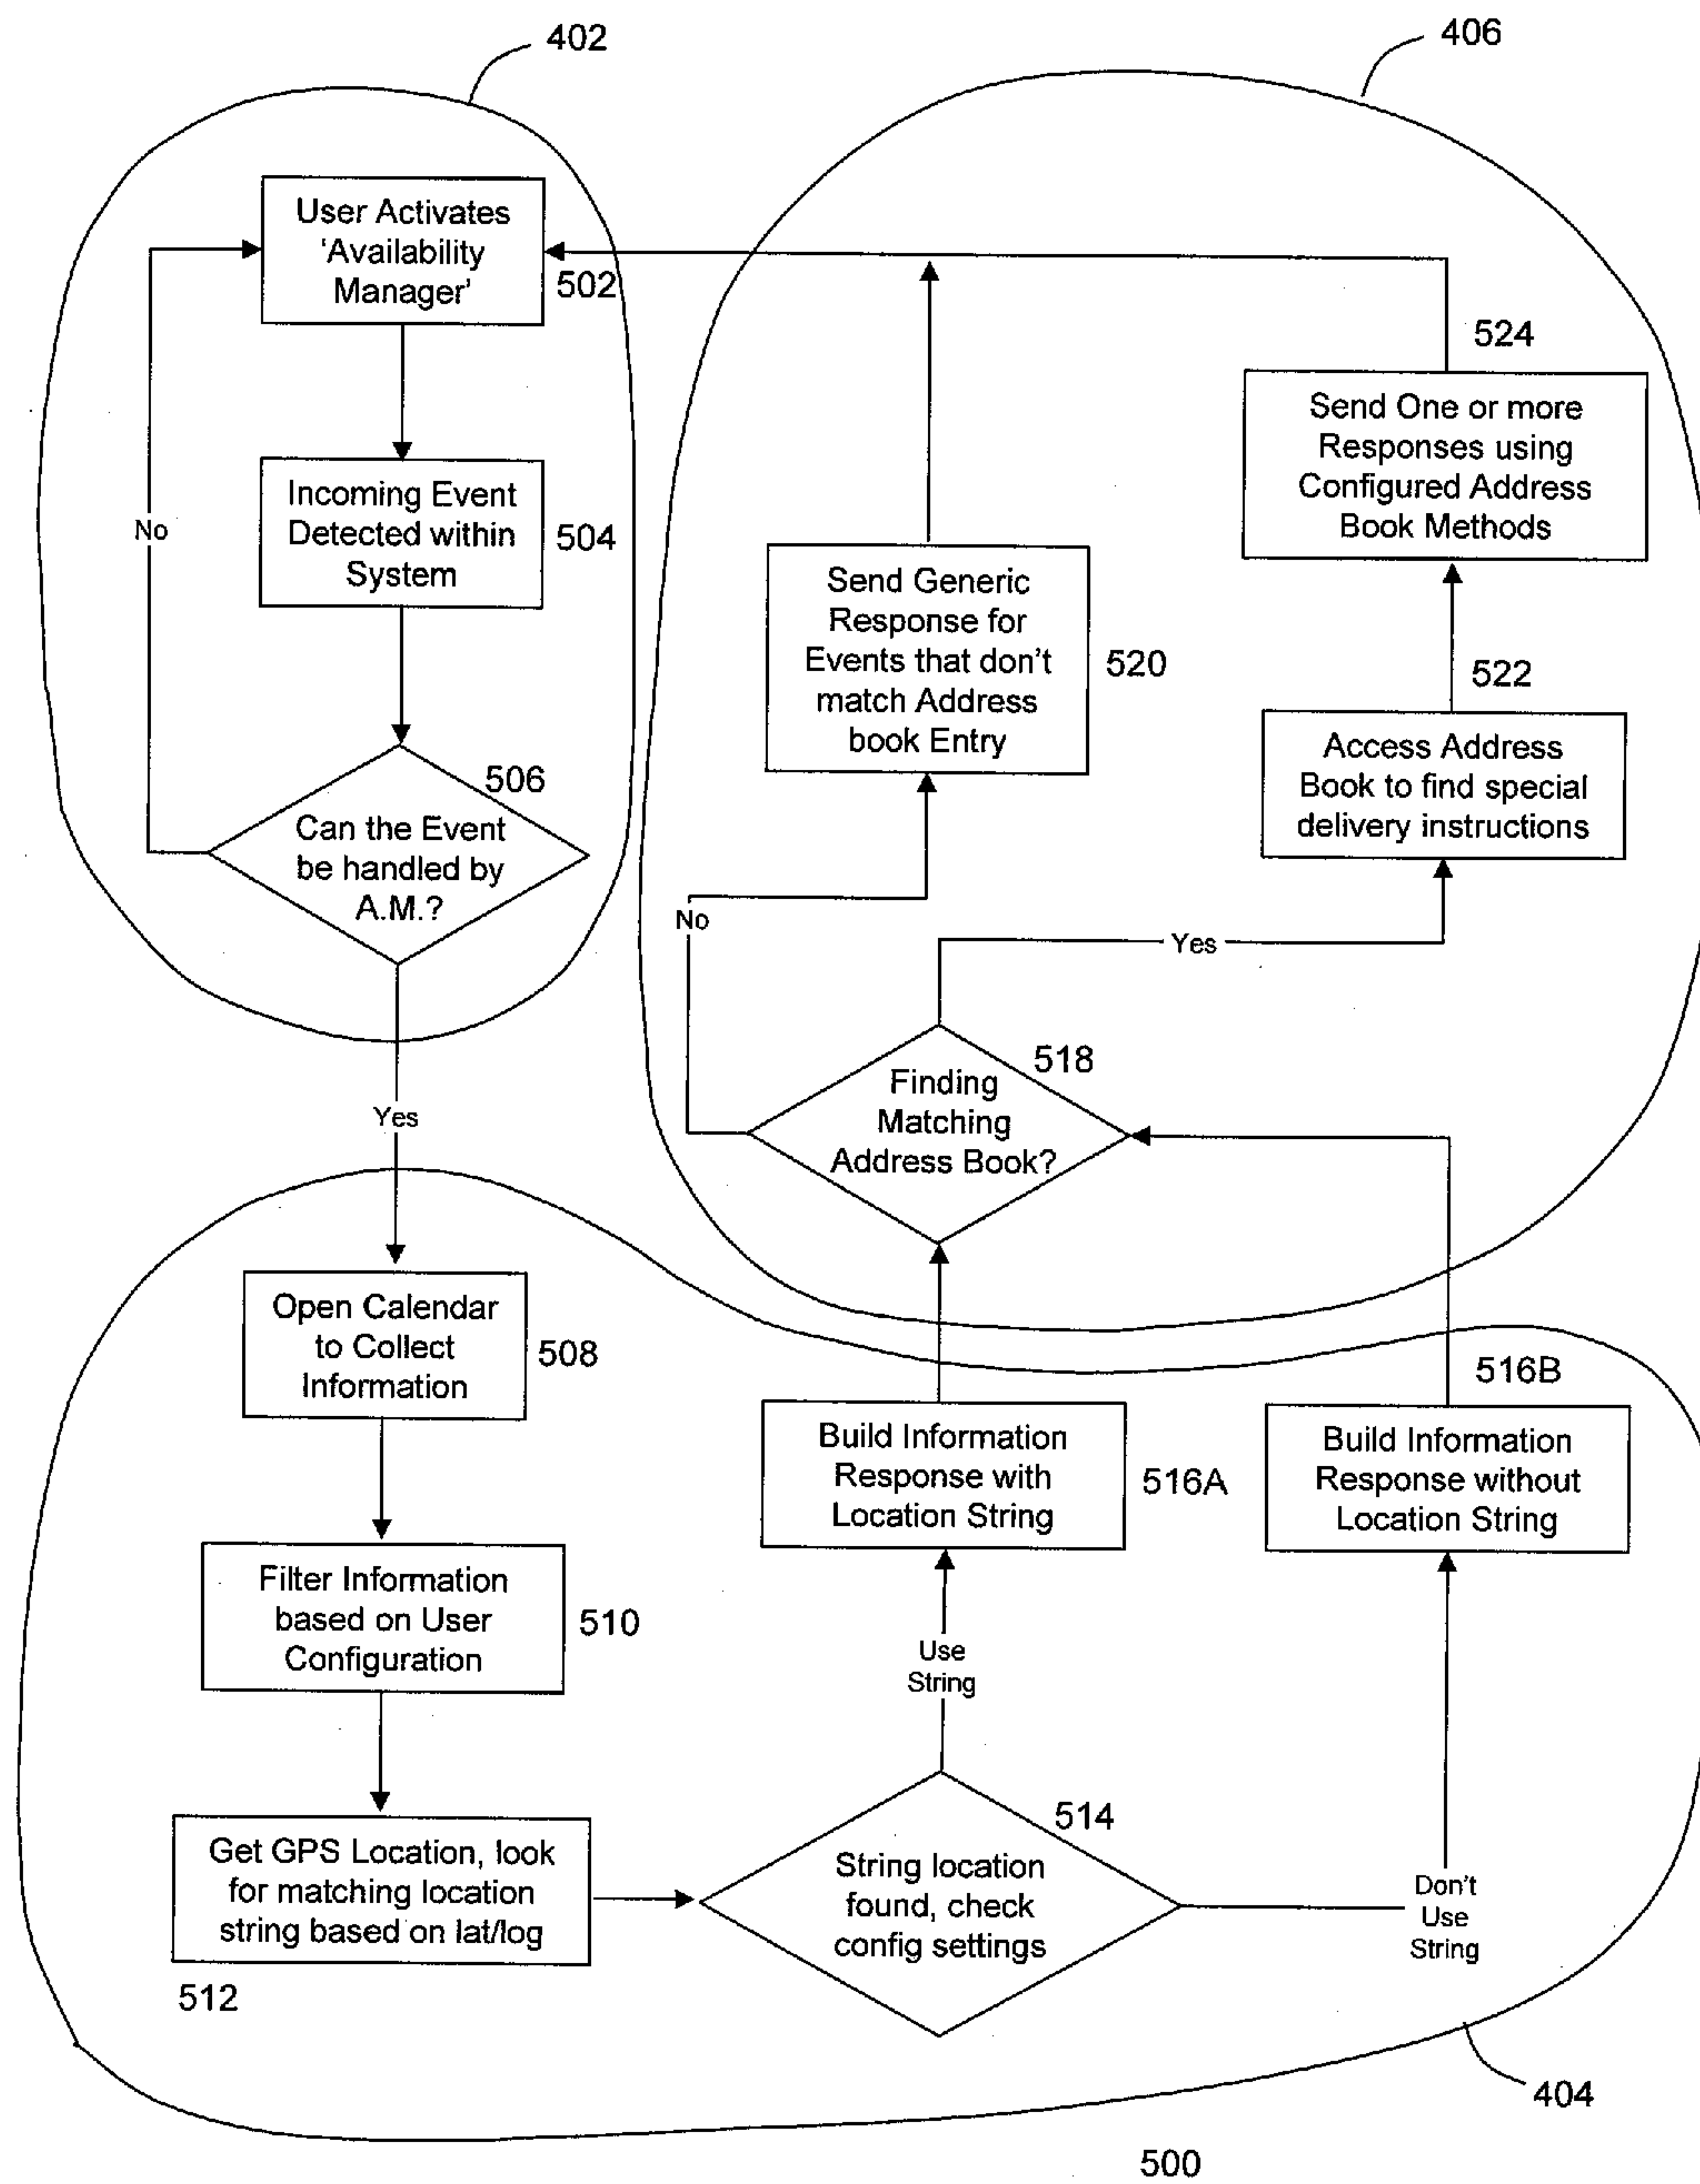 402
User Activates
'Availability
Manager'
502
No
Incoming Event
Detected within
System
504
506
Can the Event
be handled by
A.M.?
Yes
406
524
Send One or more
Responses using
Configured Address
Book Methods
Send Generic
Response for
Events that don't
match Address
book Entry
520
522
Access Address
Book to find special
delivery instructions
No
Yes
518
Finding
Matching
Address Book?
Open Calendar
to Collect
Information
508
Build Information
Response with
Location String
516A
516B
Build Information
Response without
Location String
Filter Information
based on User
Configuration
510
Use
String
Get GPS Location, look
for matching location
string based on lat/log
512
514
String location
found, check
config settings
Don't
Use
String
404
500